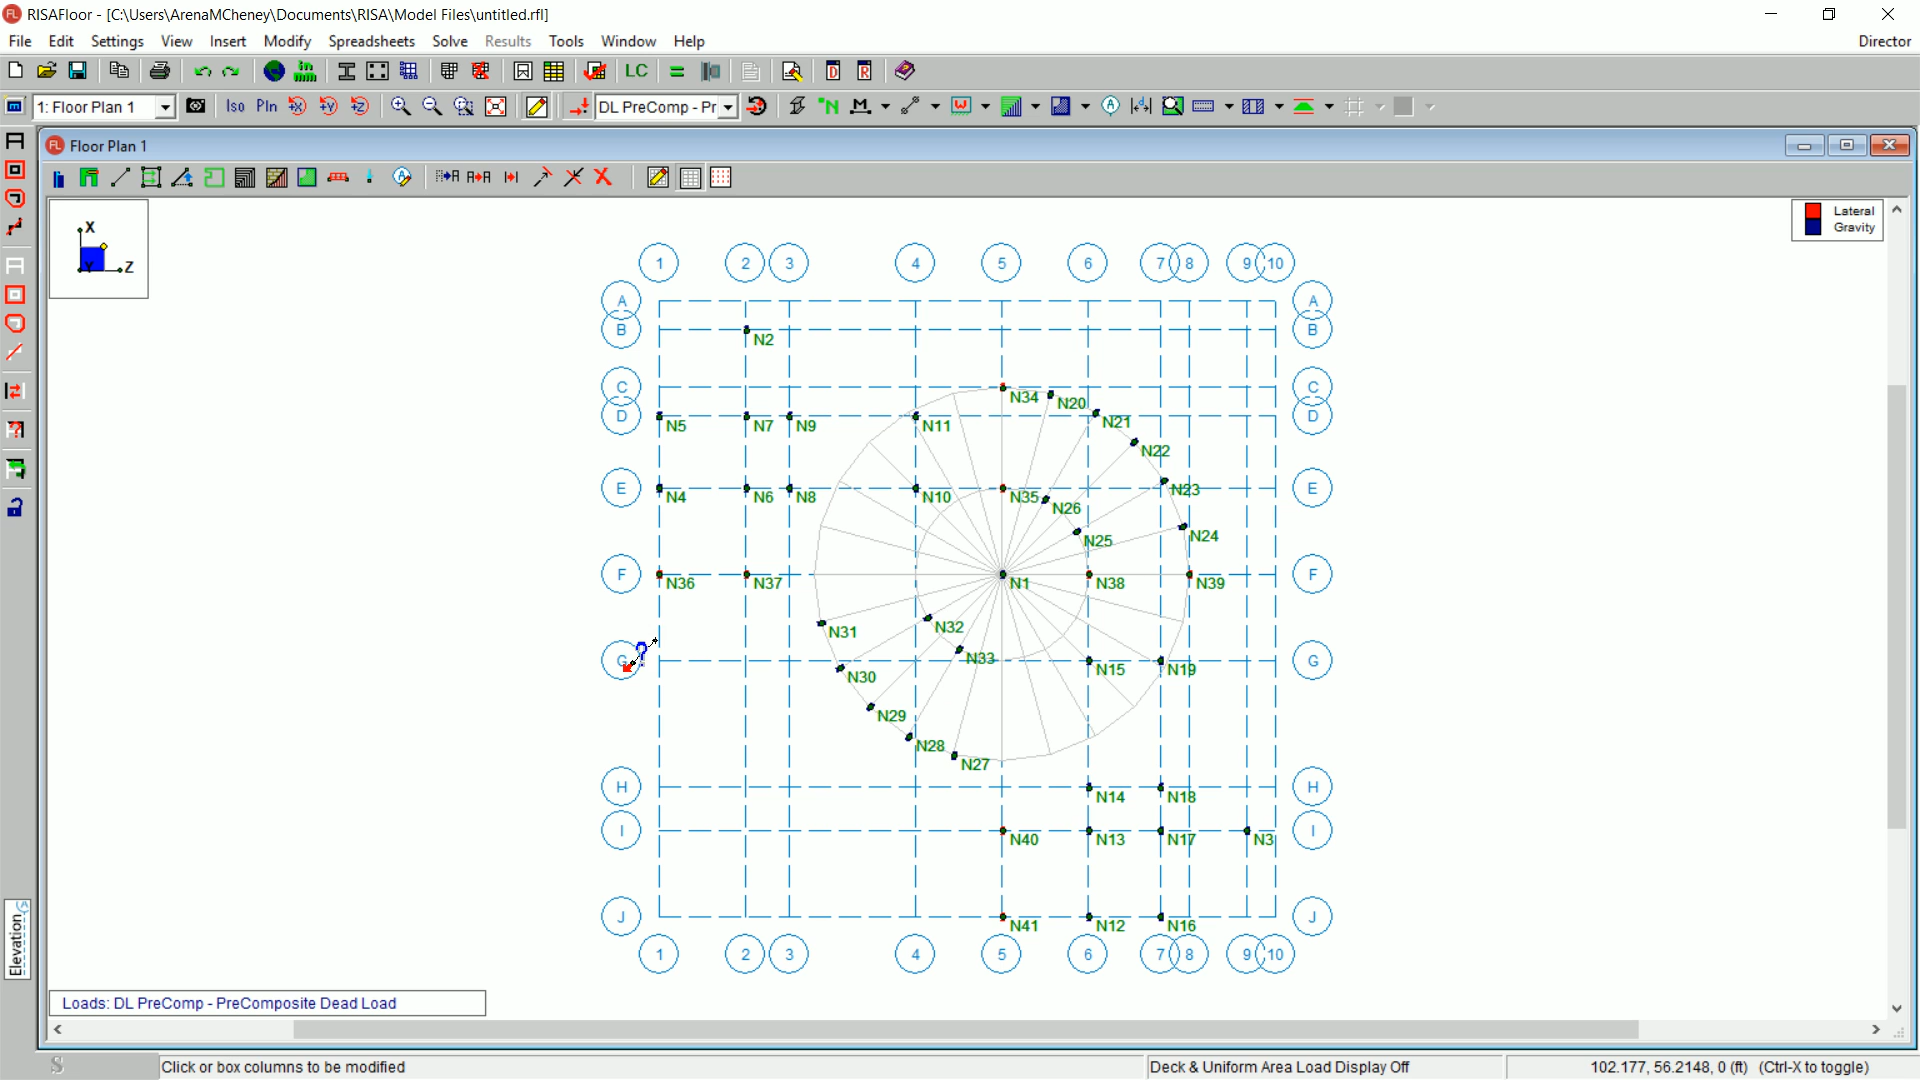 RISAFloor - [C:\Users\ArenaMCheney\Documents\RISA\Model Files\untitled.rfl]
File Edit Settings View Insert Modify Spreadsheets Solve Results Tools Window Help Director
LC = D R
1: Floor Plan 1 Iso Pln DL PreComp - Pr
Floor Plan 1
X
Y Z
Lateral
Gravity
1 2 3 4 5 6 7 8 9 10
A A
B B
N2
C C
N34 N20
D D
N5 N7 N9 N11 N21
N22
E E
N4 N6 N8 N10 N35 N23
N26
N25 N24
F F
N36 N37 N1 N38 N39
N31 N32
G G
N33 N15 N19
N30
N29
N28
N27
H H
N14 N18
I I
N40 N13 N17 N3
J J
N41 N12 N16
1 2 3 4 5 6 7 8 9 10
Elevation
Loads: DL PreComp - PreComposite Dead Load
S Click or box columns to be modified Deck & Uniform Area Load Display Off 102.177, 56.2148, 0 (ft) (Ctrl-X to toggle)